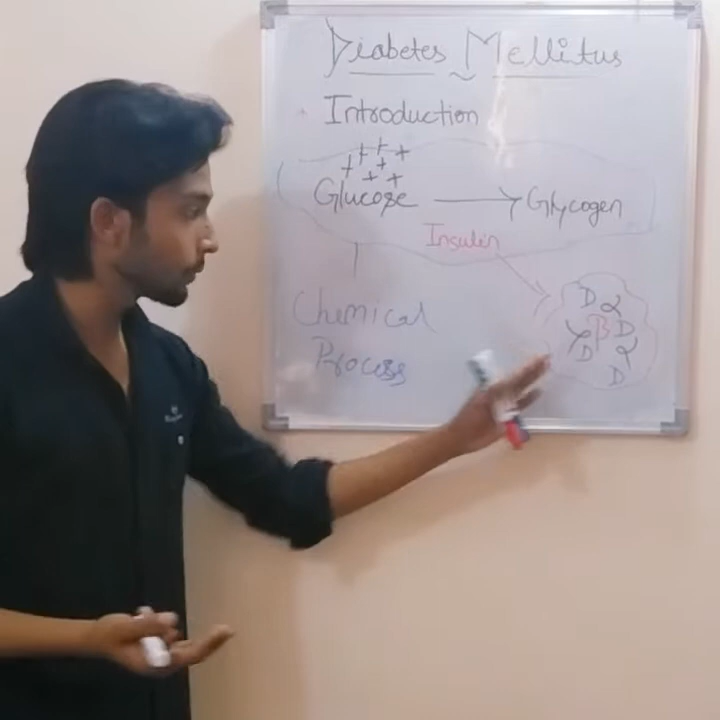 Diabetes Mellitus
Introduction
+ + +
+ +
+ +
Glucose → Glycogen
Insulin
Chemical
Process
D α
β D
D α
D